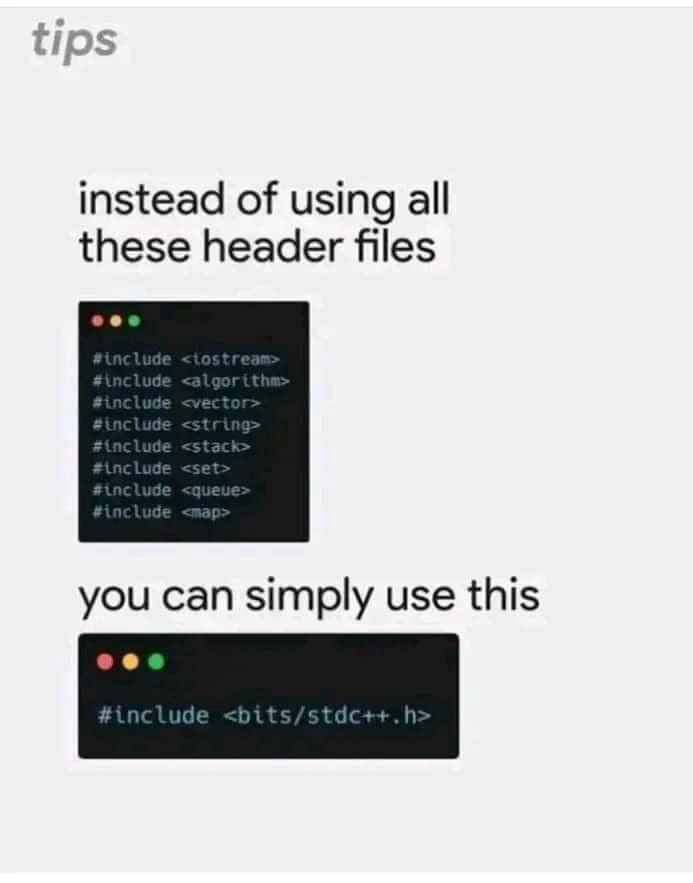 tips
instead of using all
these header files
#include <iostream>
#include <algorithm>
#include <vector>
#include <string>
#include <stack>
#include <set>
#include <queue>
#include <map>
you can simply use this
#include <bits/stdc++.h>